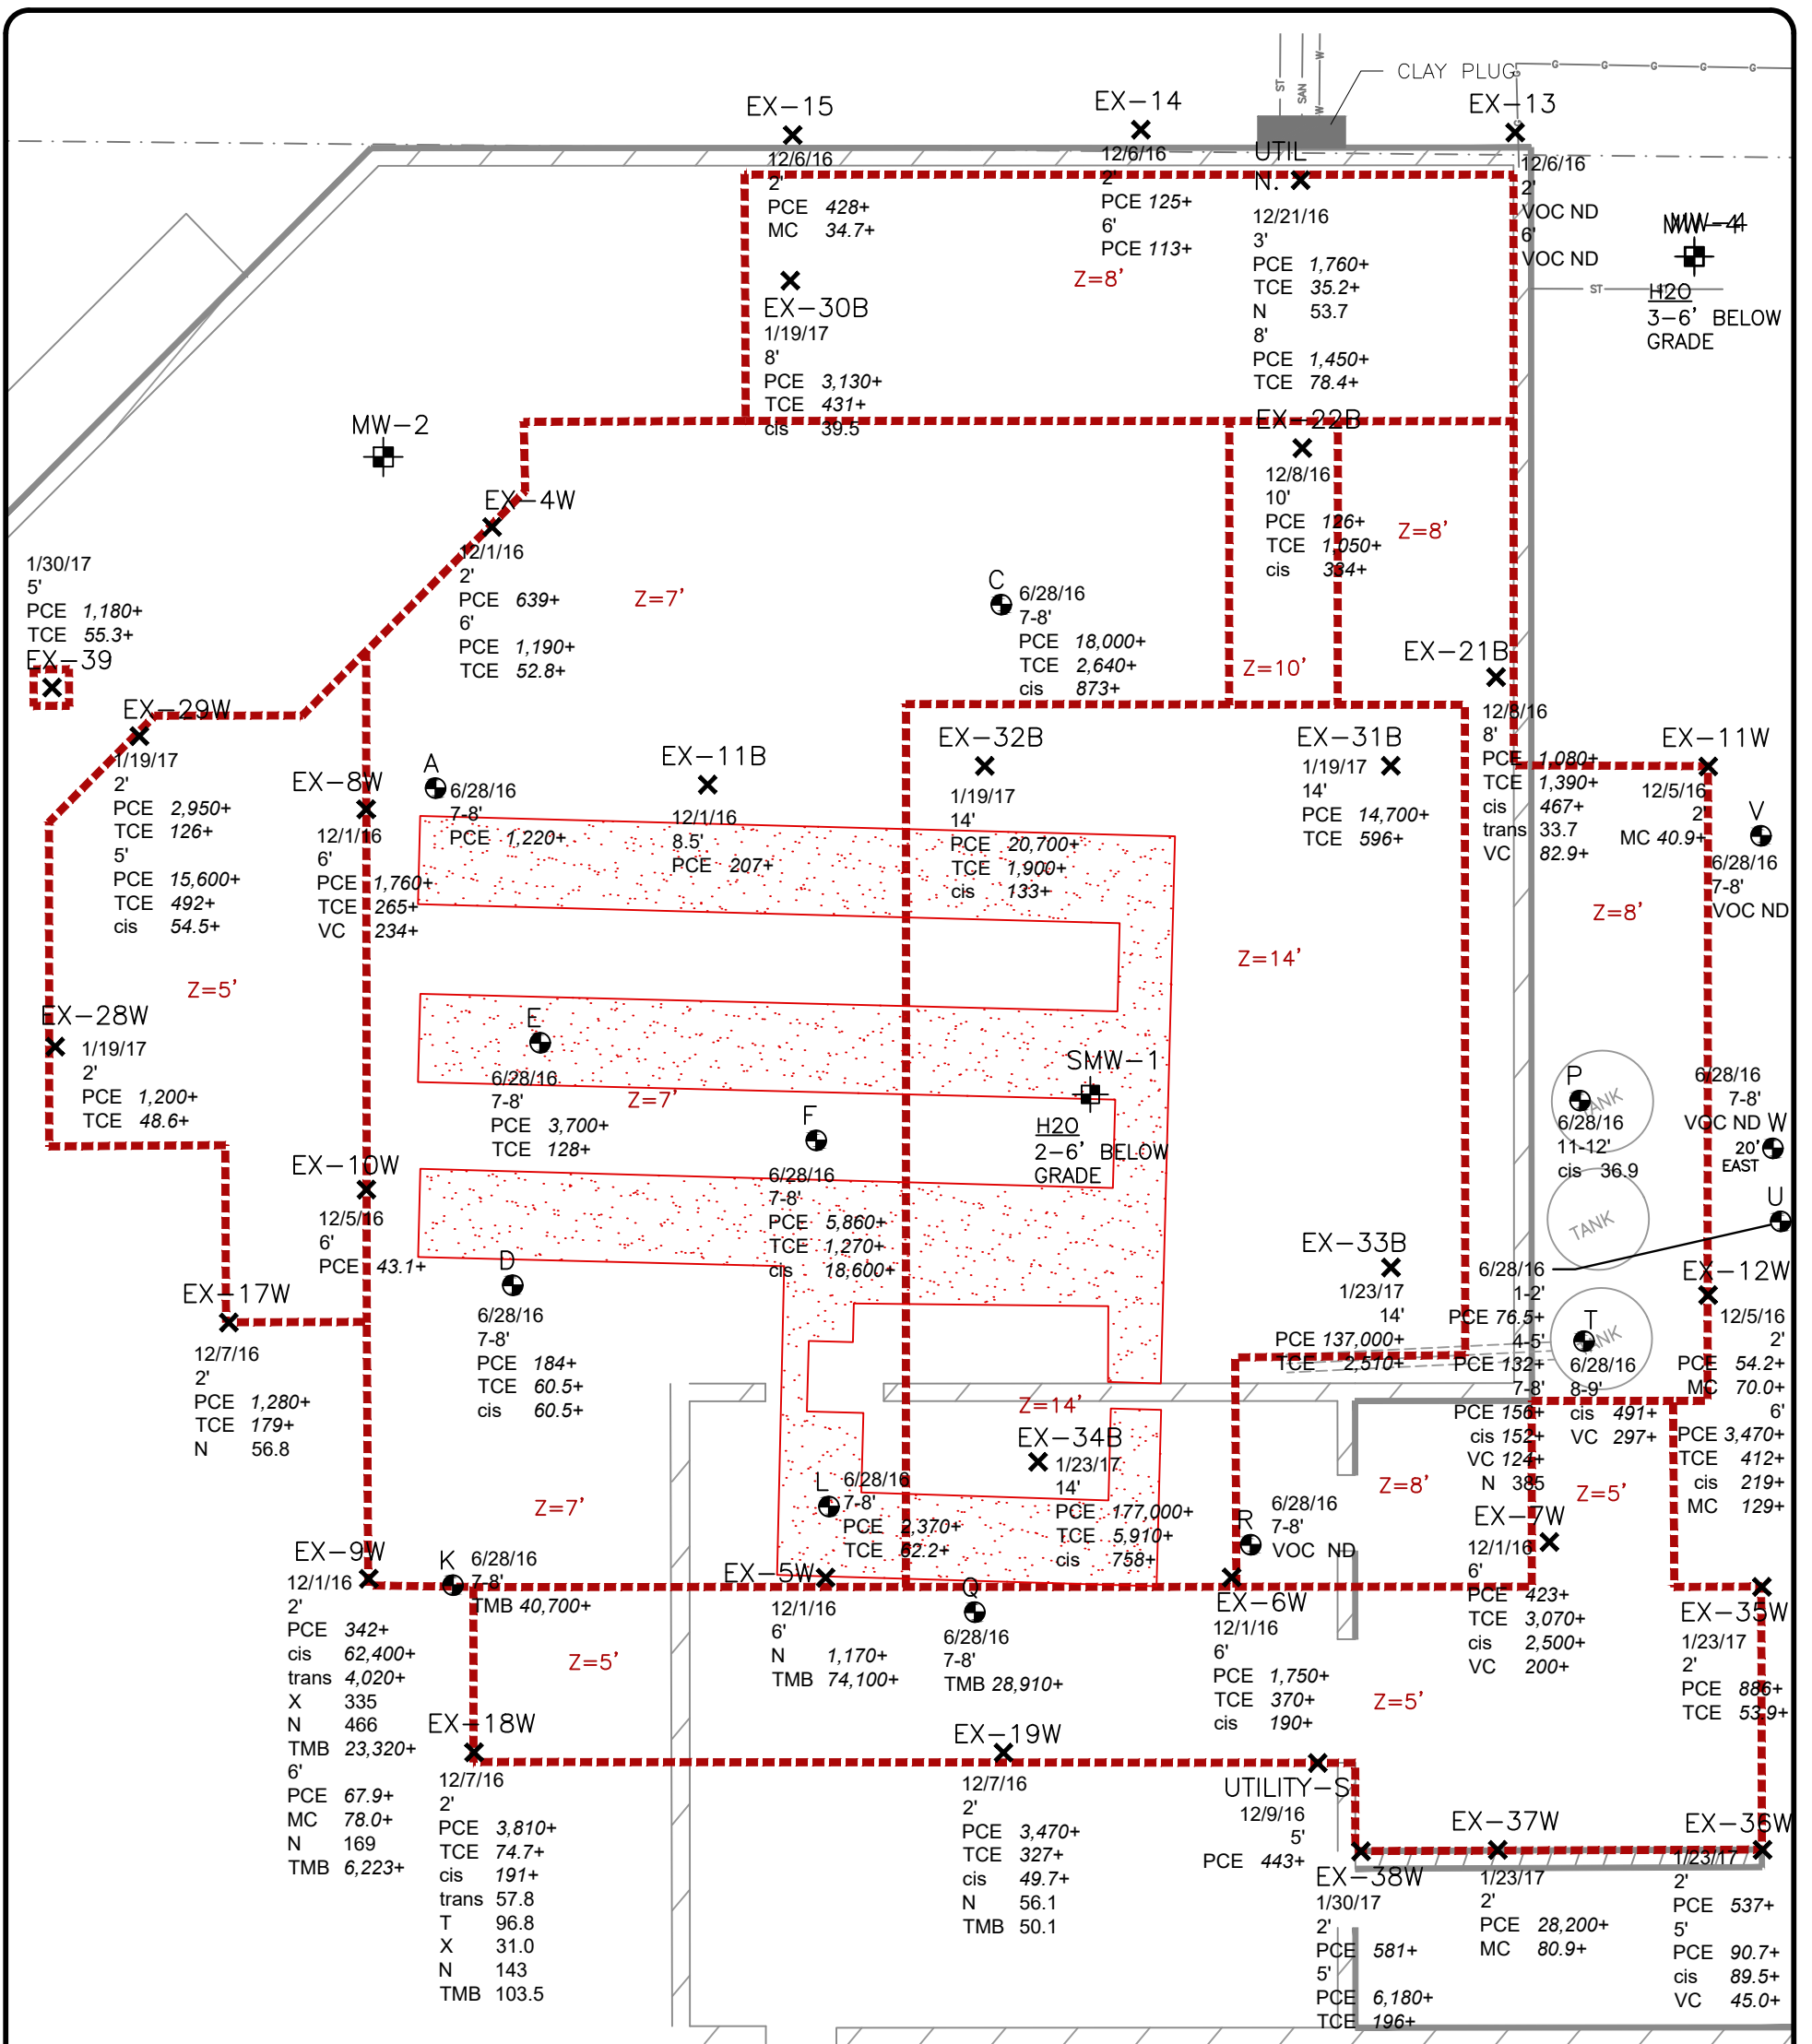 CLAY PLUG
ST
SAN
W
W
G
G
G
G
G
G
EX-15
12/6/16
2'
PCE 428+
MC 34.7+
EX-14
12/6/16
2'
PCE 125+
6'
PCE 113+
UTIL
N.
12/21/16
3'
PCE 1,760+
TCE 35.2+
N 53.7
8'
PCE 1,450+
TCE 78.4+
EX-13
12/6/16
2'
VOC ND
6'
VOC ND
MW-4
ST
ST
H2O
3-6' BELOW
GRADE
Z=8'
EX-30B
1/19/17
8'
PCE 3,130+
TCE 431+
cis 39.5
MW-2
EX-4W
12/1/16
2'
PCE 639+
6'
PCE 1,190+
TCE 52.8+
Z=7'
EX-22B
12/8/16
10'
PCE 126+
TCE 1,050+
cis 334+
Z=8'
Z=10'
C
6/28/16
7-8'
PCE 18,000+
TCE 2,640+
cis 873+
1/30/17
5'
PCE 1,180+
TCE 55.3+
EX-39
EX-29W
1/19/17
2'
PCE 2,950+
TCE 126+
5'
PCE 15,600+
TCE 492+
cis 54.5+
Z=5'
EX-8W
12/1/16
6'
PCE 1,760+
TCE 265+
VC 234+
A
6/28/16
7-8'
PCE 1,220+
EX-11B
12/1/16
8.5'
PCE 207+
EX-32B
1/19/17
14'
PCE 20,700+
TCE 1,900+
cis 133+
EX-31B
1/19/17
14'
PCE 14,700+
TCE 596+
EX-21B
12/8/16
8'
PCE 1,080+
TCE 1,390+
cis 467+
trans 33.7
VC 82.9+
EX-11W
12/5/16
2'
MC 40.9+
V
6/28/16
7-8'
VOC ND
Z=8'
Z=14'
EX-28W
1/19/17
2'
PCE 1,200+
TCE 48.6+
E
6/28/16
7-8'
PCE 3,700+
TCE 128+
Z=7'
F
6/28/16
7-8'
PCE 5,860+
TCE 1,270+
cis 18,600+
SMW-1
H2O
2-6' BELOW
GRADE
P
TANK
6/28/16
11-12'
cis 36.9
6/28/16
7-8'
VOC ND W
20'
EAST
U
TANK
6/28/16
1-2'
PCE 76.5+
4-5'
PCE 132+
7-8'
PCE 156+
cis 152+
VC 124+
N 385
EX-10W
12/5/16
6'
PCE 43.1+
EX-17W
12/7/16
2'
PCE 1,280+
TCE 179+
N 56.8
D
6/28/16
7-8'
PCE 184+
TCE 60.5+
cis 60.5+
EX-33B
1/23/17
14'
PCE 137,000+
TCE 2,510+
T
TANK
6/28/16
8-9'
cis 491+
VC 297+
EX-12W
12/5/16
2'
PCE 54.2+
MC 70.0+
6'
PCE 3,470+
TCE 412+
cis 219+
MC 129+
Z=14'
EX-34B
1/23/17
14'
PCE 177,000+
TCE 5,910+
cis 758+
Z=7'
L
6/28/16
7-8'
PCE 2,370+
TCE 62.2+
R
6/28/16
7-8'
VOC ND
Z=8'
Z=5'
EX-7W
12/1/16
6'
PCE 423+
TCE 3,070+
cis 2,500+
VC 200+
EX-9W
12/1/16
2'
PCE 342+
cis 62,400+
trans 4,020+
X 335
N 466
TMB 23,320+
6'
PCE 67.9+
MC 78.0+
N 169
TMB 6,223+
K
6/28/16
7-8'
TMB 40,700+
Z=5'
EX-5W
12/1/16
6'
N 1,170+
TMB 74,100+
Q
6/28/16
7-8'
TMB 28,910+
EX-6W
12/1/16
6'
PCE 1,750+
TCE 370+
cis 190+
Z=5'
EX-35W
1/23/17
2'
PCE 886+
TCE 53.9+
EX-18W
12/7/16
2'
PCE 3,810+
TCE 74.7+
cis 191+
trans 57.8
T 96.8
X 31.0
N 143
TMB 103.5
EX-19W
12/7/16
2'
PCE 3,470+
TCE 327+
cis 49.7+
N 56.1
TMB 50.1
UTILITY-S
12/9/16
5'
PCE 443+
EX-38W
1/30/17
2'
PCE 581+
5'
PCE 6,180+
TCE 196+
EX-37W
1/23/17
2'
PCE 28,200+
MC 80.9+
EX-36W
1/23/17
2'
PCE 537+
5'
PCE 90.7+
cis 89.5+
VC 45.0+